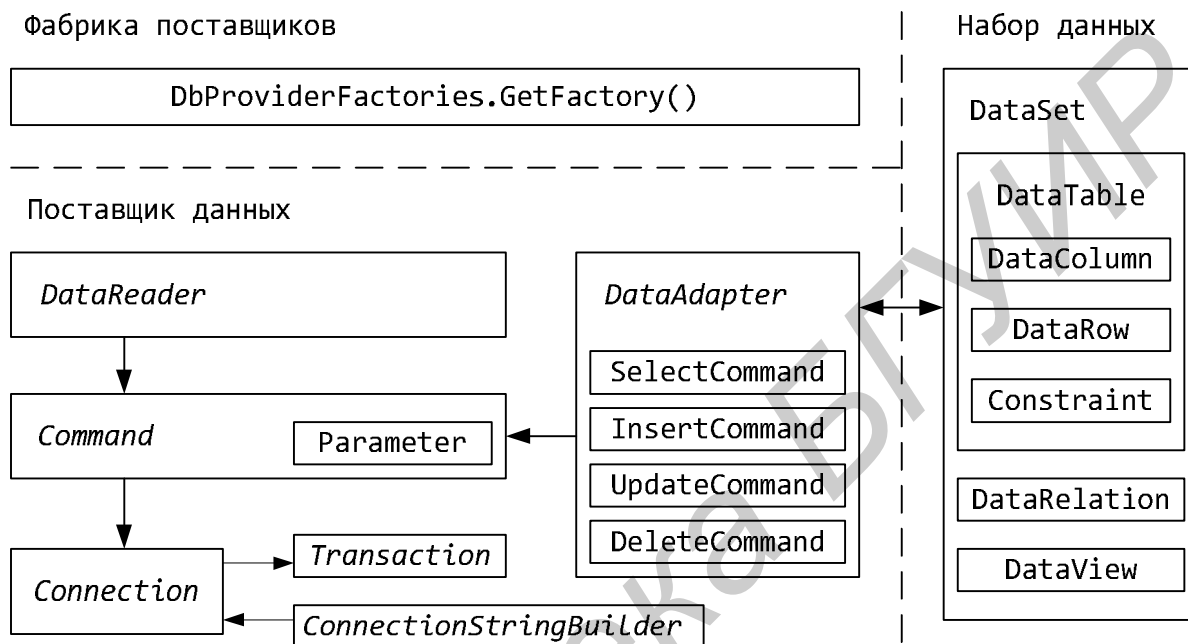 Фабрика поставщиков
DbProviderFactories.GetFactory()
Поставщик данных
DataReader
Command
Parameter
Connection
Transaction
ConnectionStringBuilder
DataAdapter
SelectCommand
InsertCommand
UpdateCommand
DeleteCommand
Набор данных
DataSet
DataTable
DataColumn
DataRow
Constraint
DataRelation
DataView
БГУИР